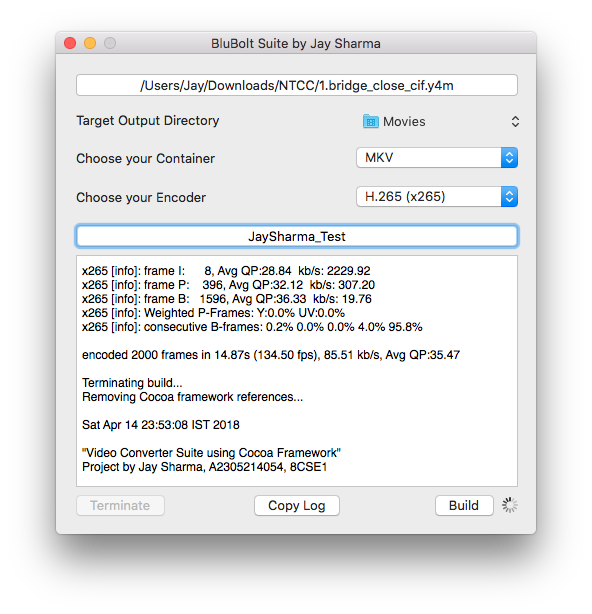 BluBolt Suite by Jay Sharma
/Users/Jay/Downloads/NTCC/1.bridge_close_cif.y4m
Target Output Directory
Movies
Choose your Container
MKV
Choose your Encoder
H.265 (x265)
JaySharma_Test
x265 [info]: frame I:      8, Avg QP:28.84  kb/s: 2229.92
x265 [info]: frame P:    396, Avg QP:32.12  kb/s: 307.20
x265 [info]: frame B:   1596, Avg QP:36.33  kb/s: 19.76
x265 [info]: Weighted P-Frames: Y:0.0% UV:0.0%
x265 [info]: consecutive B-frames: 0.2% 0.0% 0.0% 4.0% 95.8%
encoded 2000 frames in 14.87s (134.50 fps), 85.51 kb/s, Avg QP:35.47
Terminating build...
Removing Cocoa framework references...
Sat Apr 14 23:53:08 IST 2018
"Video Converter Suite using Cocoa Framework"
Project by Jay Sharma, A2305214054, 8CSE1
Terminate
Copy Log
Build